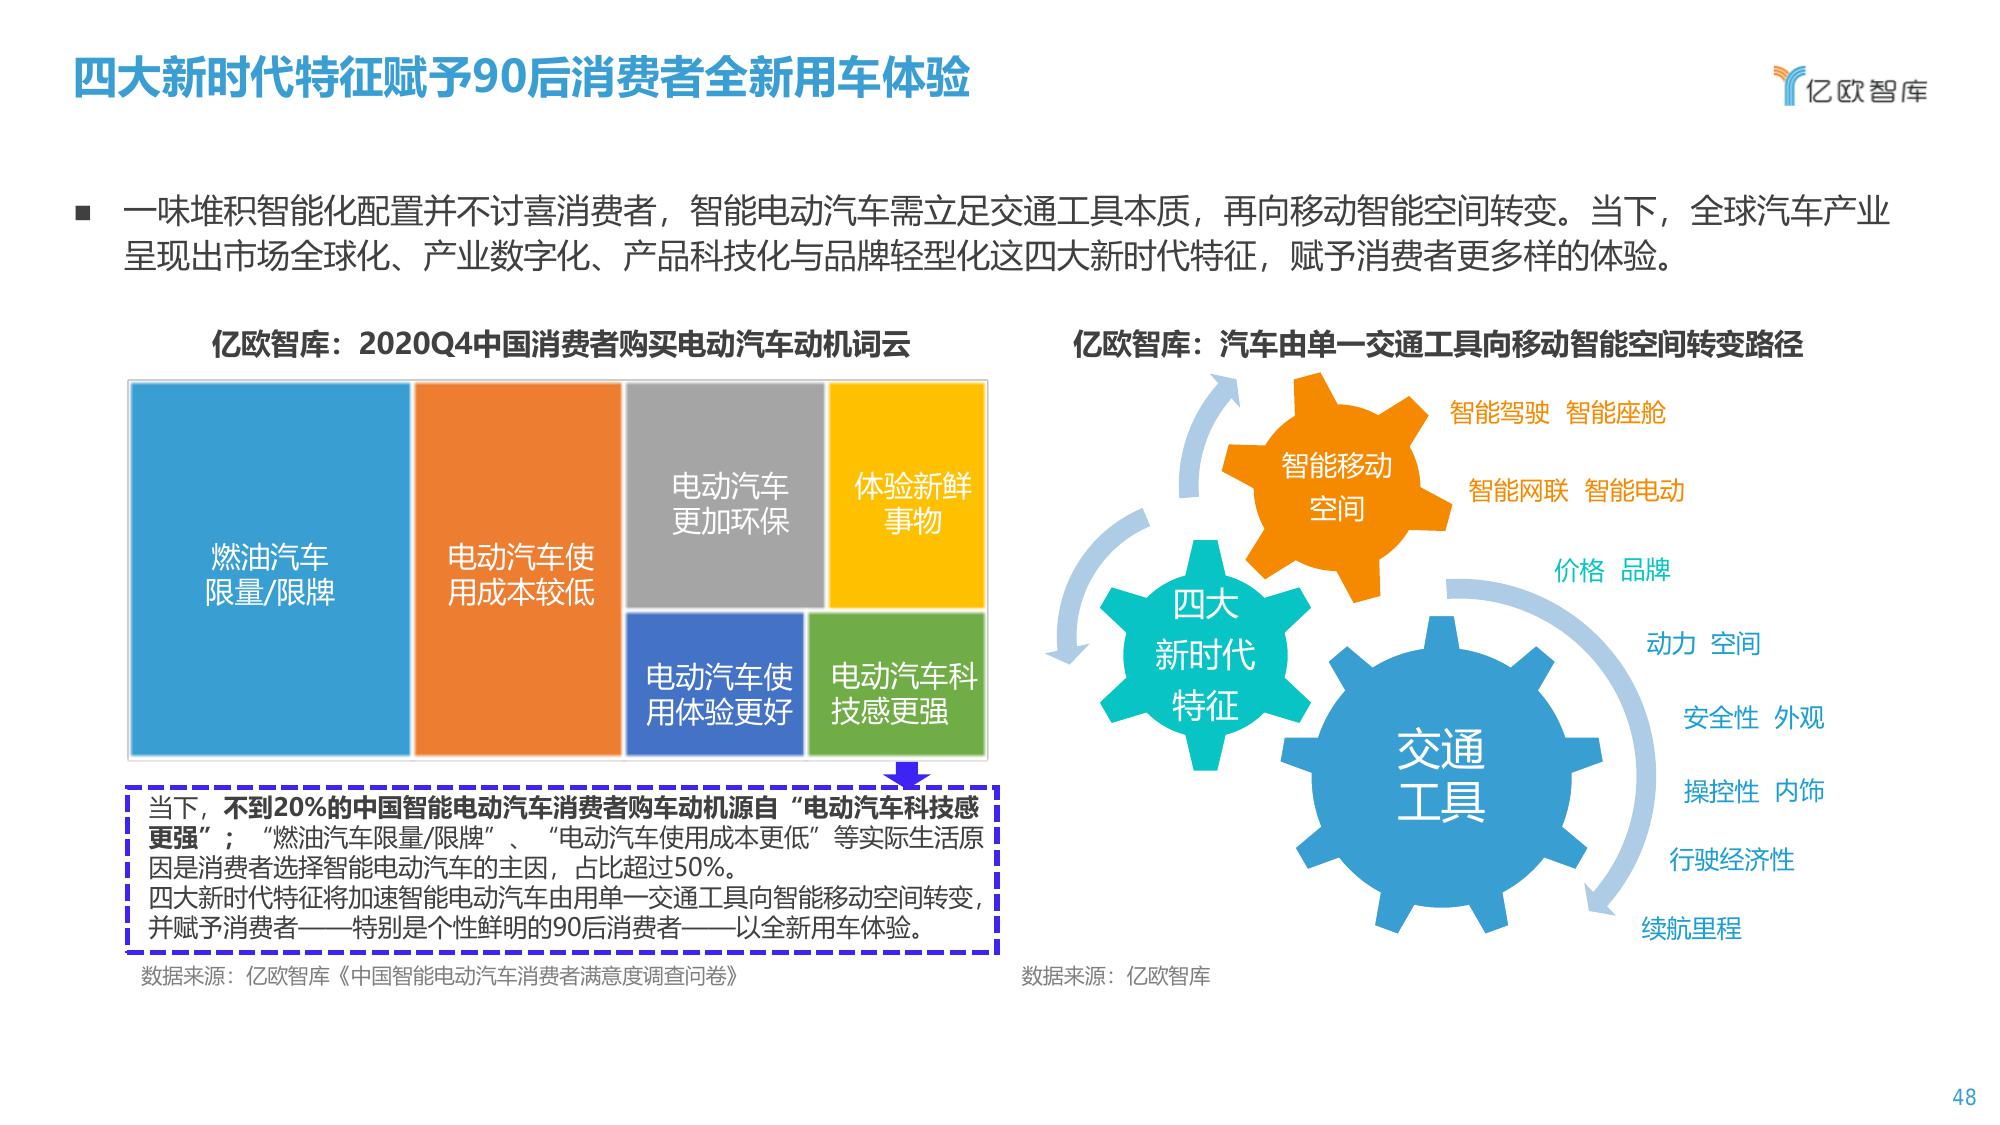 四大新时代特征赋予90后消费者全新用车体验
亿欧智库
■ 一味堆积智能化配置并不讨喜消费者，智能电动汽车需立足交通工具本质，再向移动智能空间转变。当下，全球汽车产业
呈现出市场全球化、产业数字化、产品科技化与品牌轻型化这四大新时代特征，赋予消费者更多样的体验。
亿欧智库：2020Q4中国消费者购买电动汽车动机词云
燃油汽车
限量/限牌
电动汽车使
用成本较低
电动汽车
更加环保
体验新鲜
事物
电动汽车使
用体验更好
电动汽车科
技感更强
当下，不到20%的中国智能电动汽车消费者购车动机源自“电动汽车科技感
更强”；“燃油汽车限量/限牌”、“电动汽车使用成本更低”等实际生活原
因是消费者选择智能电动汽车的主因，占比超过50%。
四大新时代特征将加速智能电动汽车由用单一交通工具向智能移动空间转变，
并赋予消费者——特别是个性鲜明的90后消费者——以全新用车体验。
数据来源：亿欧智库《中国智能电动汽车消费者满意度调查问卷》
亿欧智库：汽车由单一交通工具向移动智能空间转变路径
智能移动
空间
智能驾驶 智能座舱
智能网联 智能电动
四大
新时代
特征
价格 品牌
交通
工具
动力 空间
安全性 外观
操控性 内饰
行驶经济性
续航里程
数据来源：亿欧智库
48